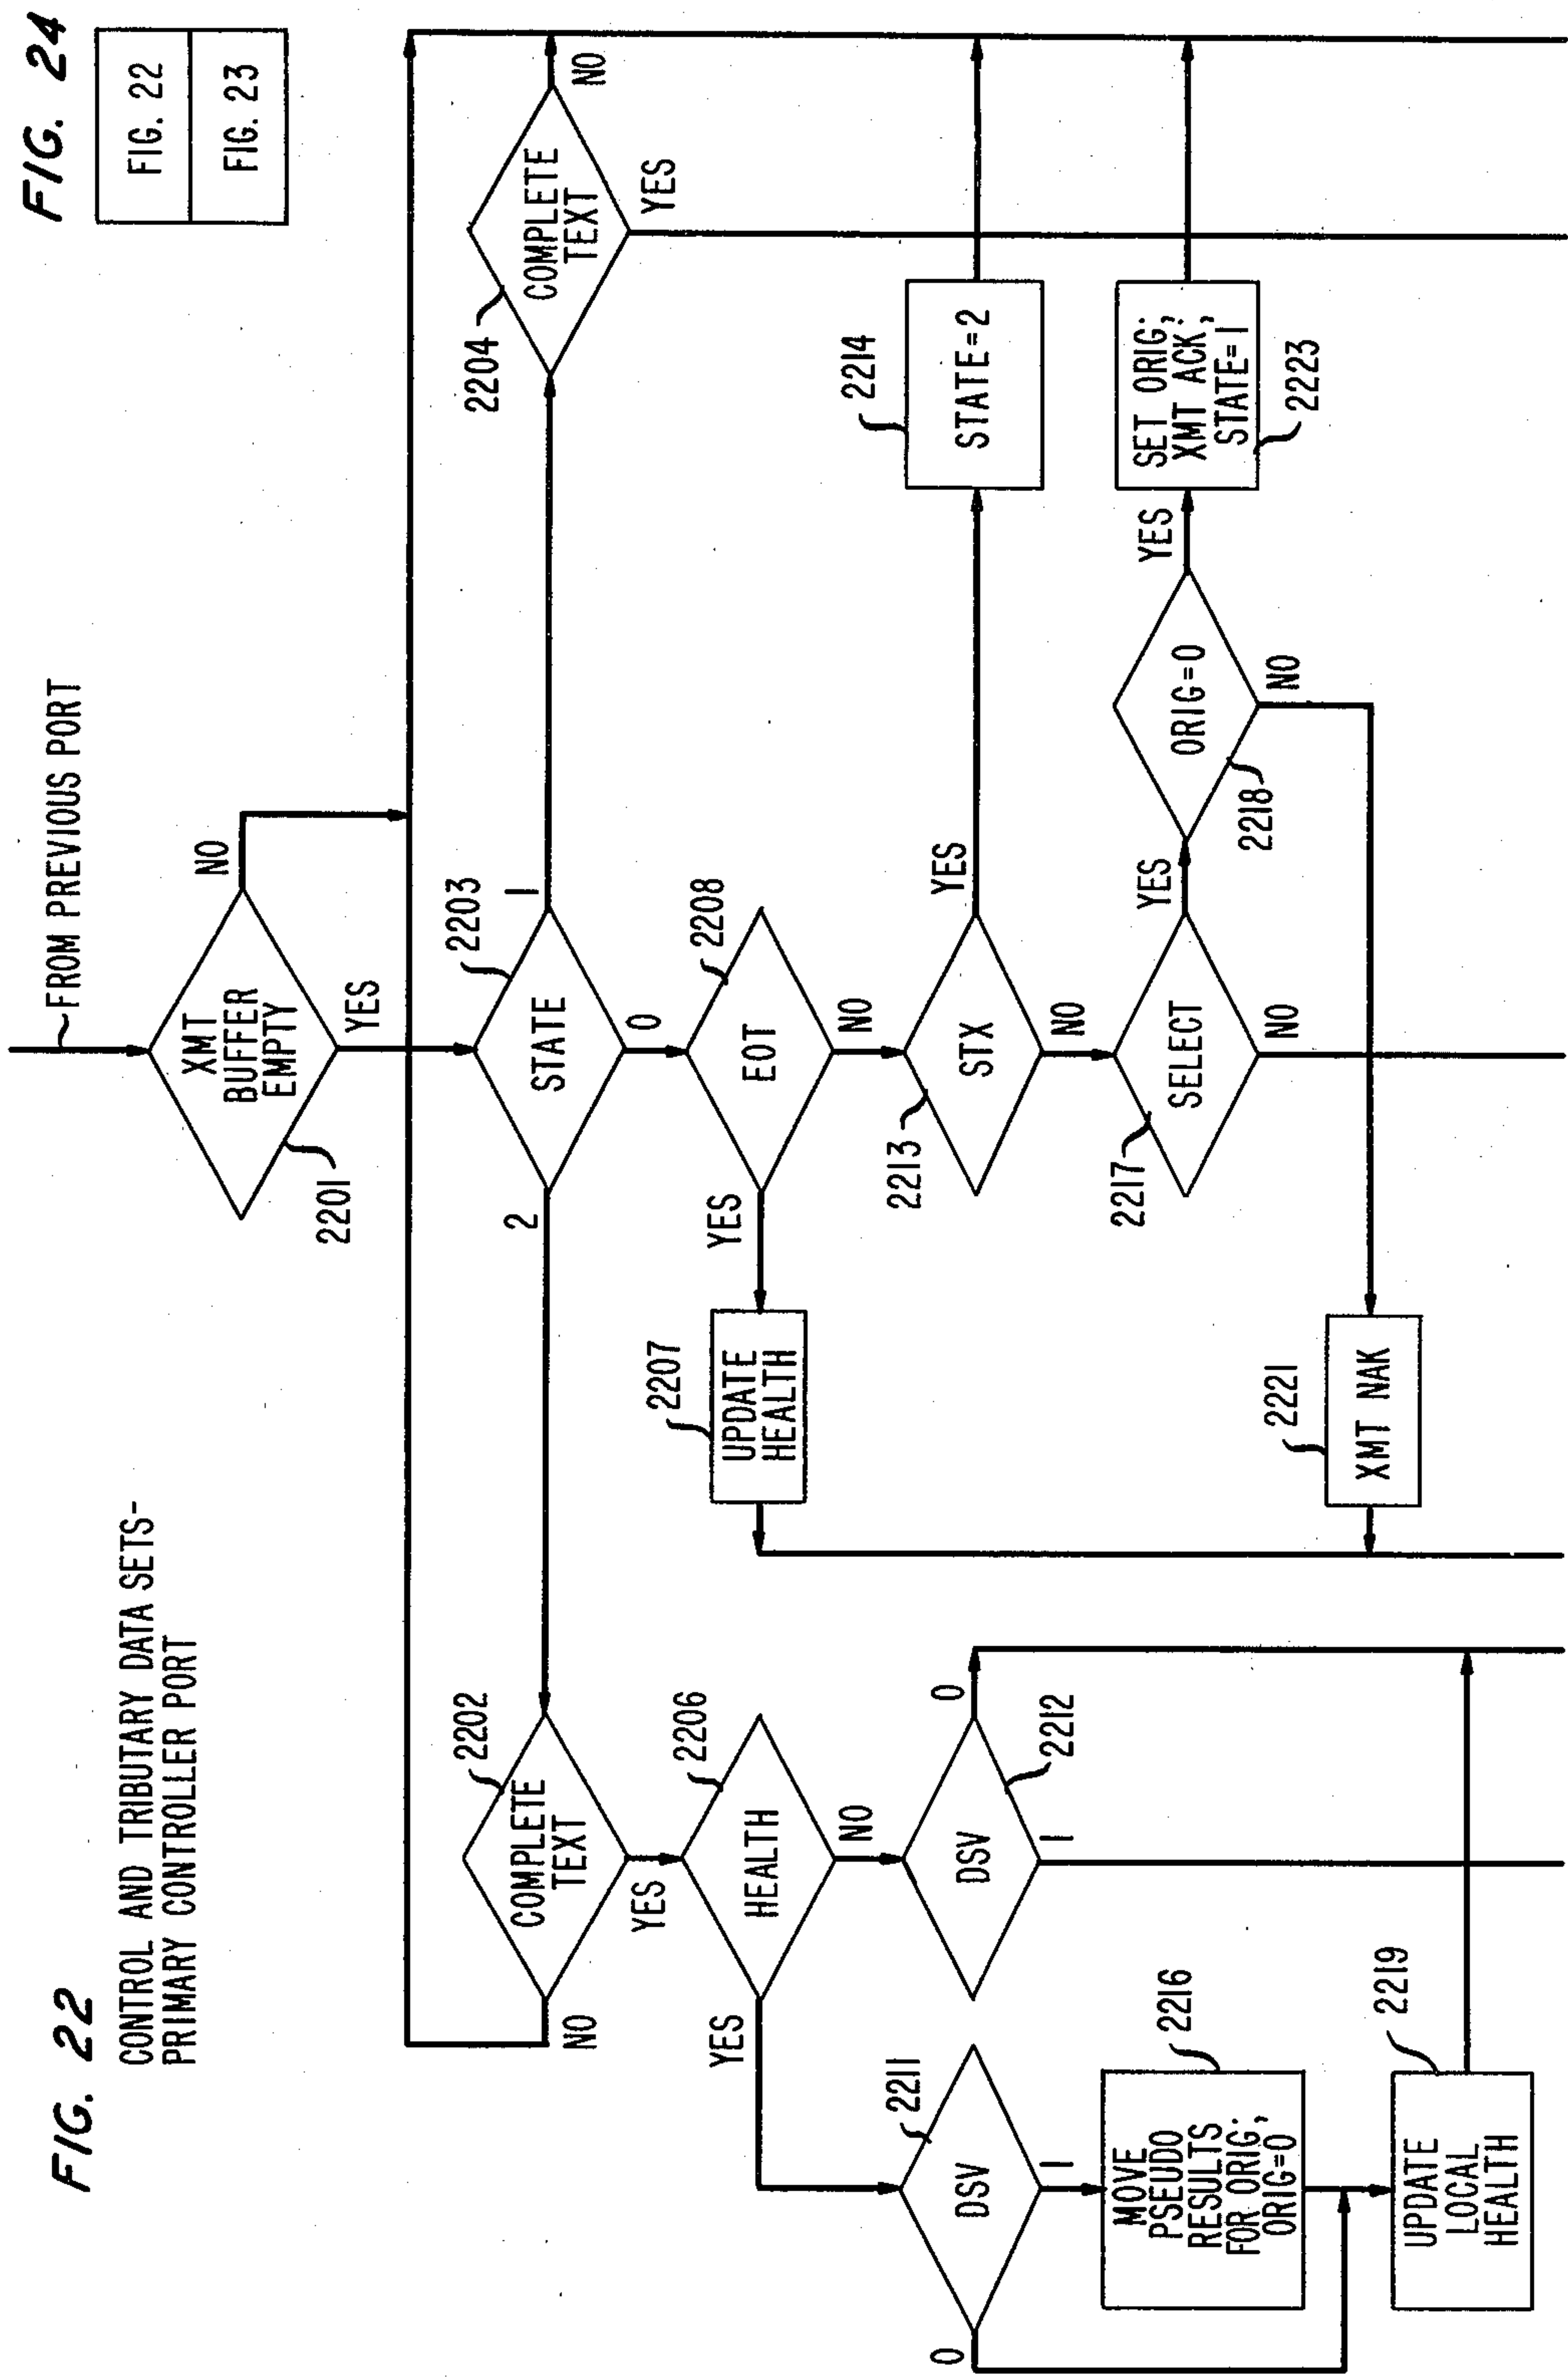 FIG. 22
CONTROL AND TRIBUTARY DATA SETS-
PRIMARY CONTROLLER PORT
FIG. 24
FIG. 22
FIG. 23
FROM PREVIOUS PORT
XMT
BUFFER
EMPTY
2201
NO
YES
STATE
2203
2
1
0
COMPLETE
TEXT
2202
NO
YES
COMPLETE
TEXT
2204
NO
YES
HEALTH
2206
YES
NO
UPDATE
HEALTH
2207
EOT
2208
YES
NO
DSV
2211
0
1
DSV
2212
0
1
STX
2213
YES
NO
STATE=2
2214
MOVE
PSEUDO
RESULTS
FOR ORIG;
ORIG=0
2216
SELECT
2217
YES
NO
ORIG=0
2218
YES
NO
SET ORIG;
XMT ACK;
STATE=1
2223
UPDATE
LOCAL
HEALTH
2219
XMT NAK
2221